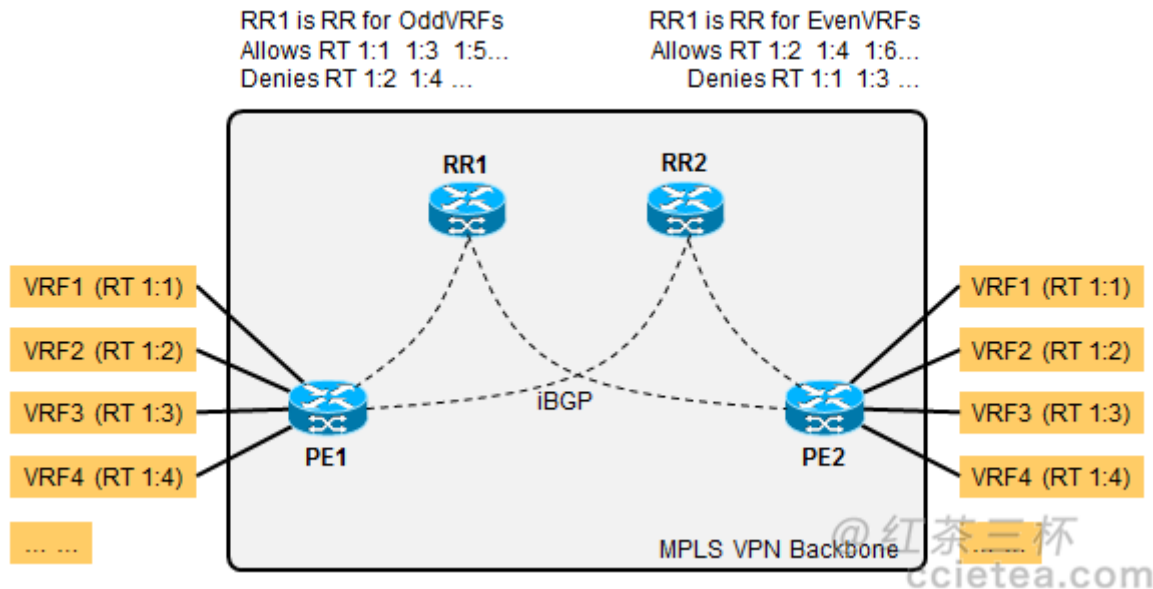 RR1 is RR for OddVRFs
Allows RT 1:1 1:3 1:5...
Denies RT 1:2 1:4 ...
RR1 is RR for EvenVRFs
Allows RT 1:2 1:4 1:6...
Denies RT 1:1 1:3 ...
RR1
RR2
VRF1 (RT 1:1)
VRF2 (RT 1:2)
VRF3 (RT 1:3)
VRF4 (RT 1:4)
... ...
PE1
iBGP
PE2
VRF1 (RT 1:1)
VRF2 (RT 1:2)
VRF3 (RT 1:3)
VRF4 (RT 1:4)
... ...
MPLS VPN Backbone
@红茶三杯
ccietea.com